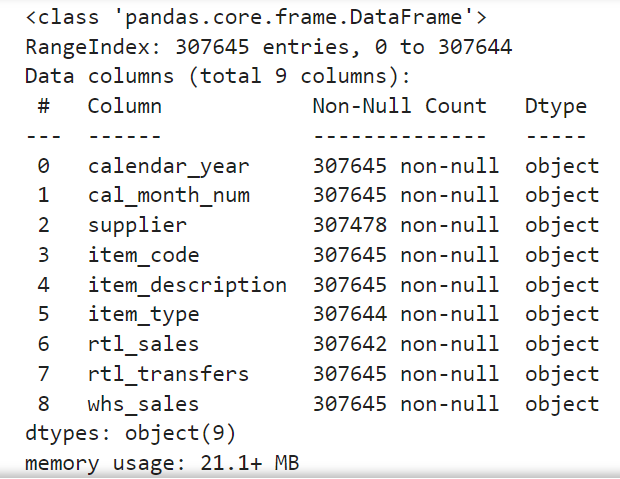 <class 'pandas.core.frame.DataFrame'>
RangeIndex: 307645 entries, 0 to 307644
Data columns (total 9 columns):
 #   Column            Non-Null Count   Dtype
---  ------            --------------   -----
 0   calendar_year     307645 non-null  object
 1   cal_month_num     307645 non-null  object
 2   supplier          307478 non-null  object
 3   item_code         307645 non-null  object
 4   item_description  307645 non-null  object
 5   item_type         307644 non-null  object
 6   rtl_sales         307642 non-null  object
 7   rtl_transfers     307645 non-null  object
 8   whs_sales         307645 non-null  object
dtypes: object(9)
memory usage: 21.1+ MB